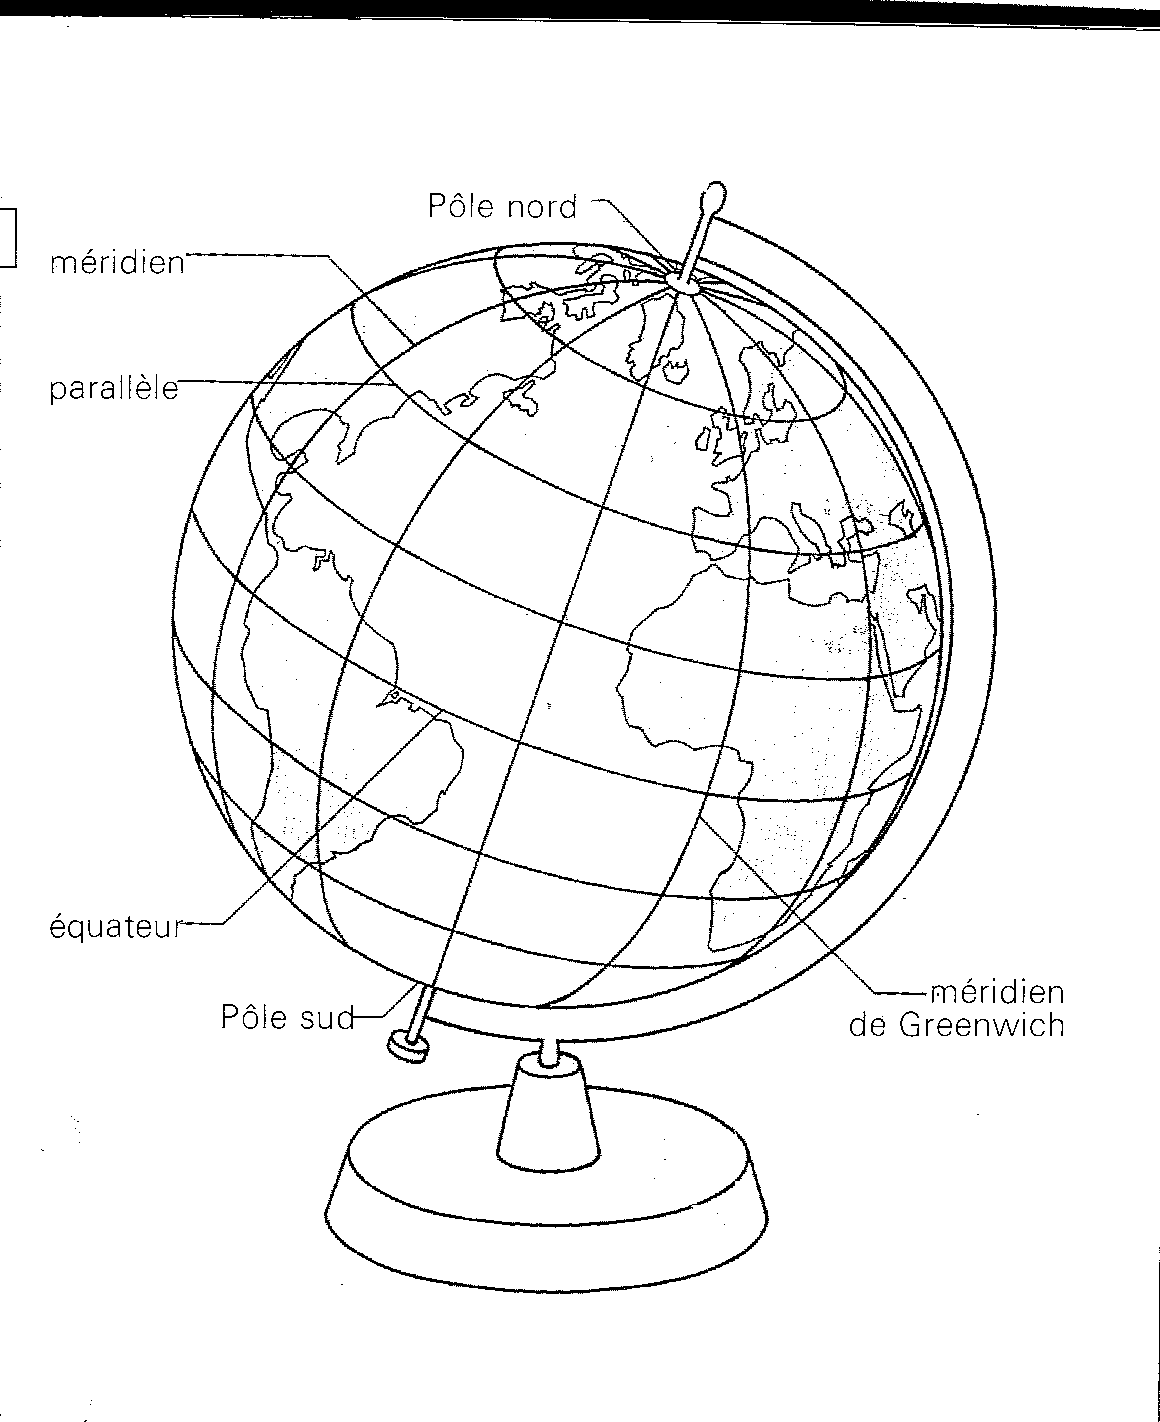 Pôle nord
méridien
parallèle
équateur
Pôle sud
méridien
de Greenwich